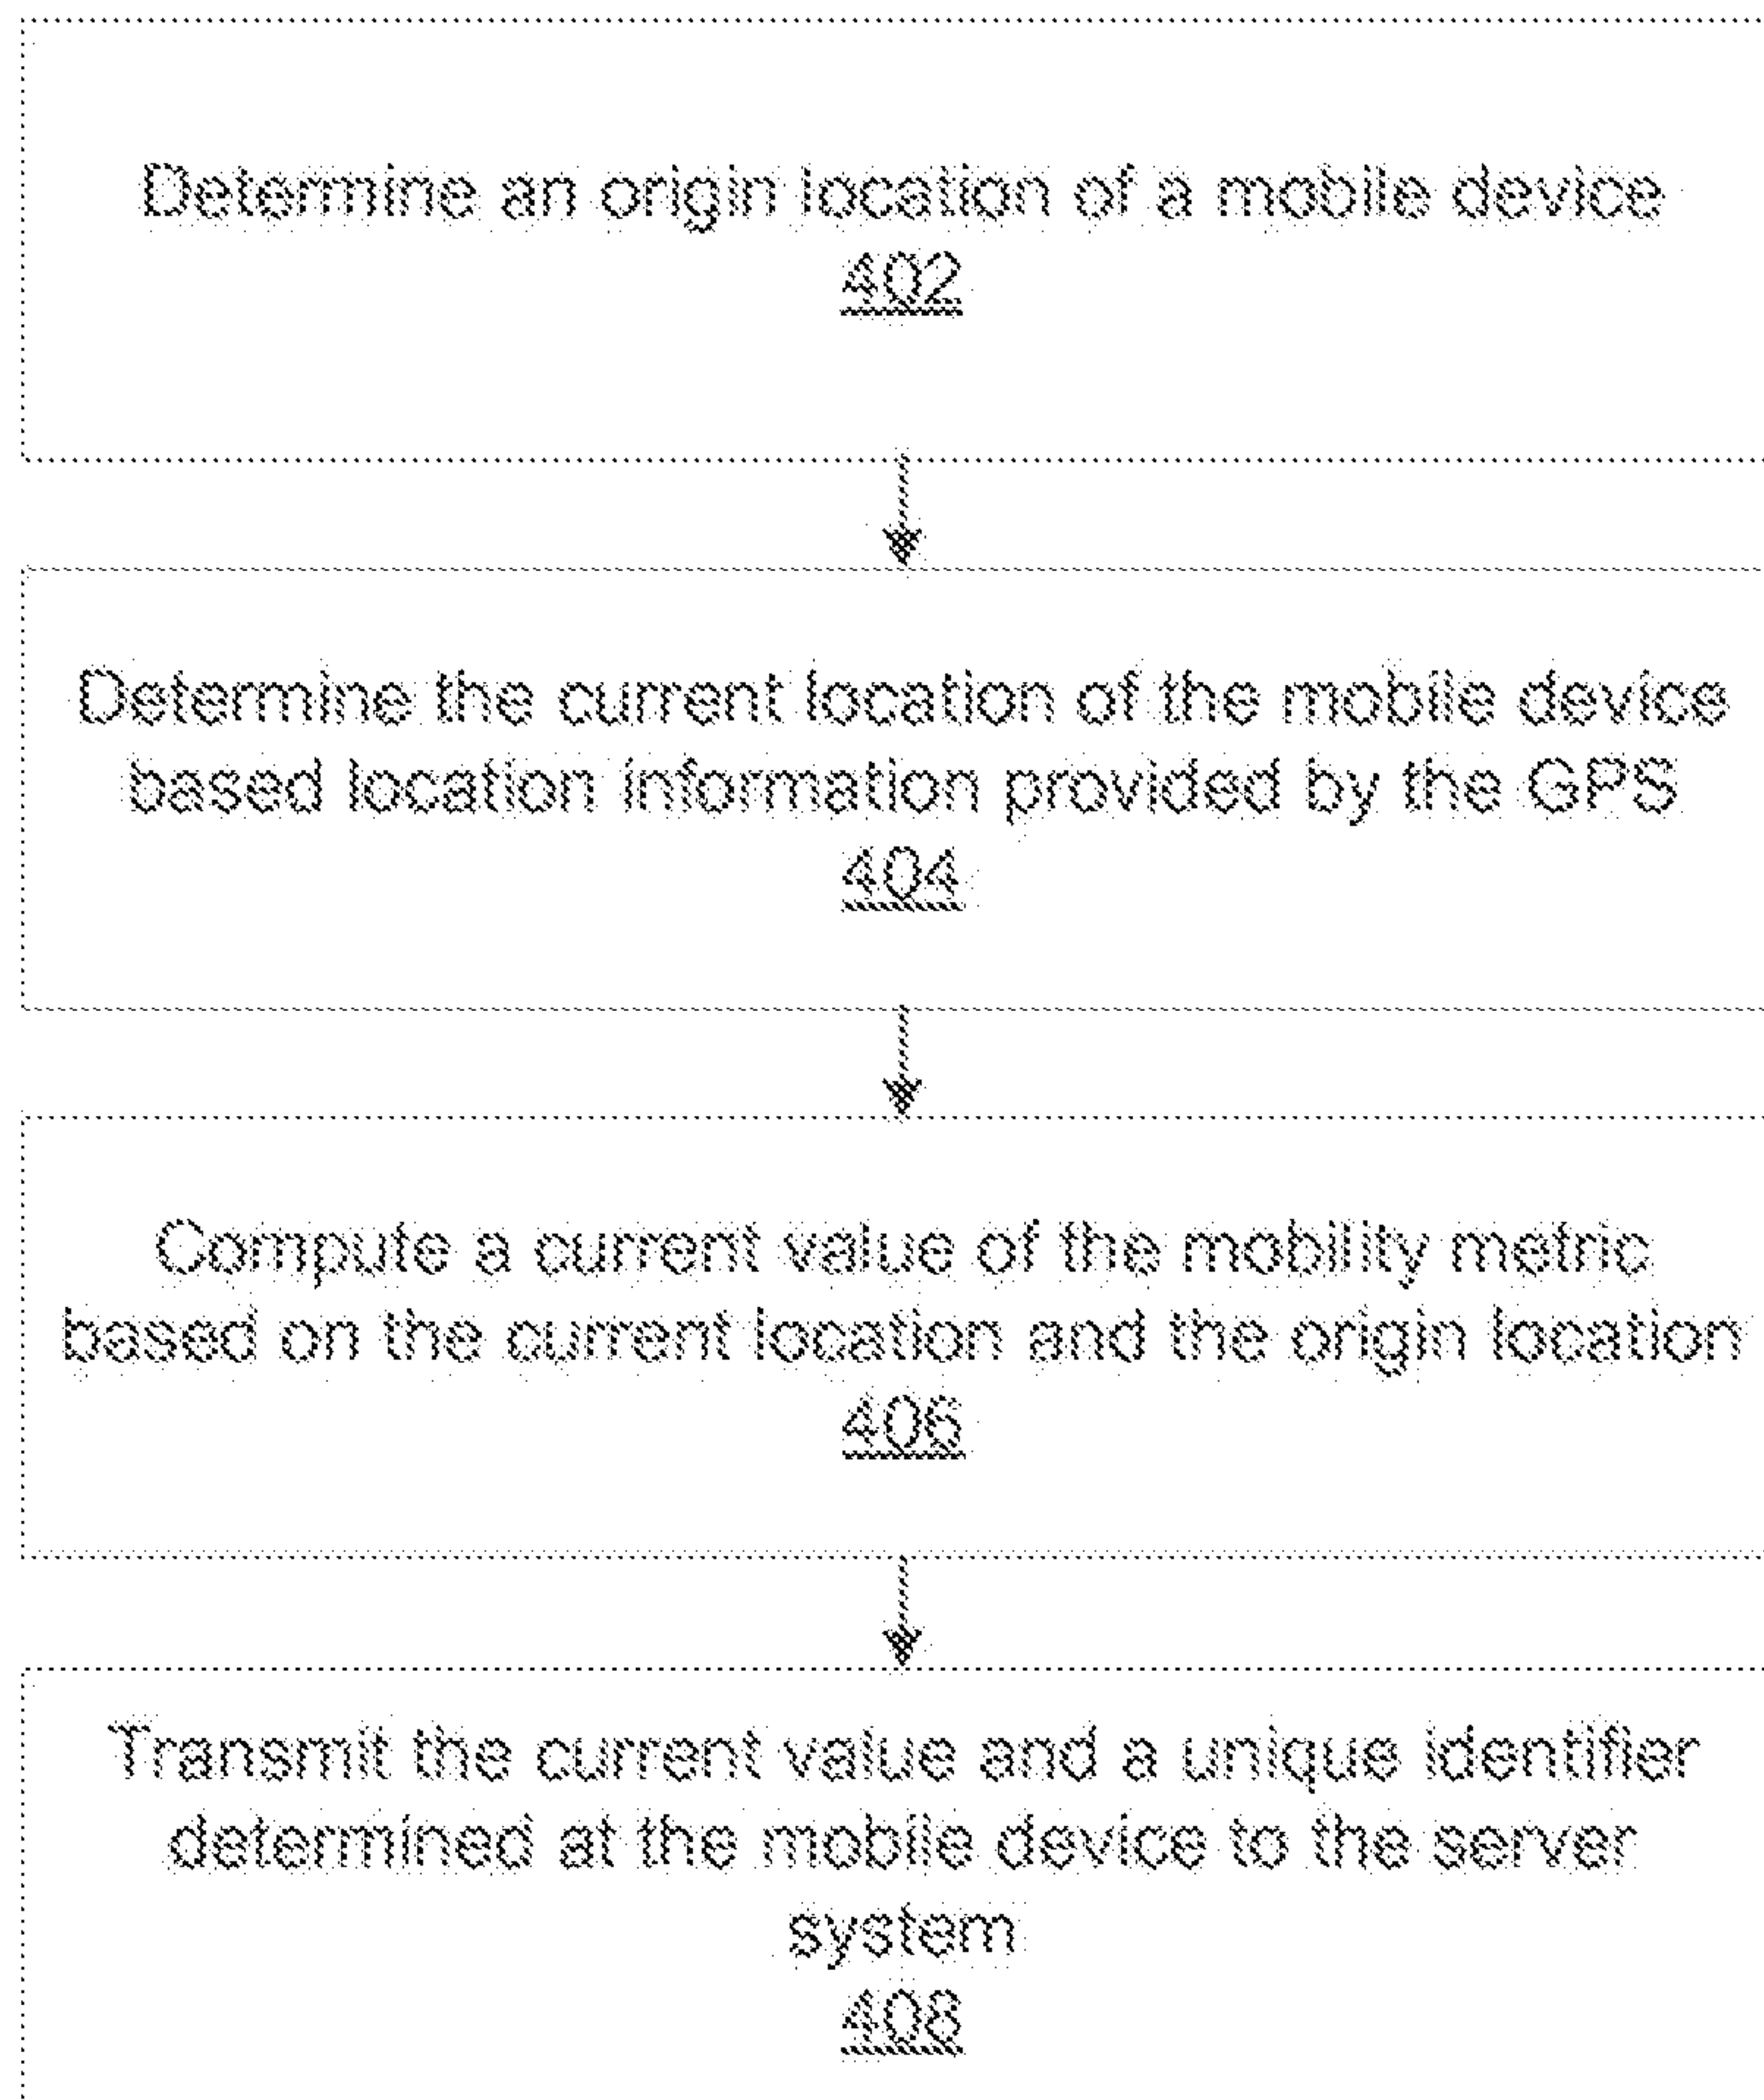 Determine an origin location of a mobile device
402
Determine the current location of the mobile device
based location information provided by the GPS
404
Compute a current value of the mobility metric
based on the current location and the origin location
406
Transmit the current value and a unique identifier
determined at the mobile device to the server
system
408